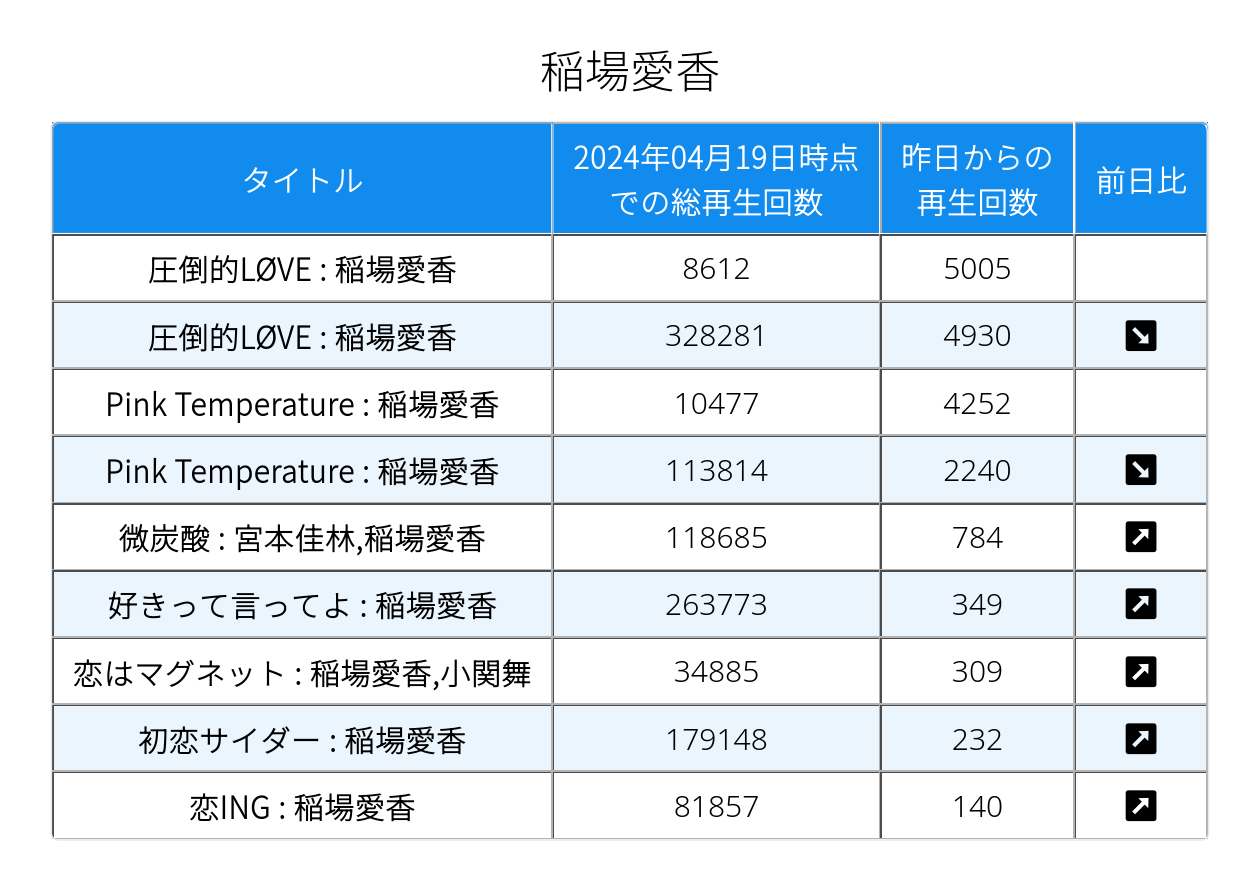 稲場愛香
タイトル
2024年04月19日時点
での総再生回数
昨日からの
再生回数
前日比
圧倒的LØVE : 稲場愛香 8612 5005
圧倒的LØVE : 稲場愛香 328281 4930 ↘
Pink Temperature : 稲場愛香 10477 4252
Pink Temperature : 稲場愛香 113814 2240 ↘
微炭酸 : 宮本佳林,稲場愛香 118685 784 ↗
好きって言ってよ : 稲場愛香 263773 349 ↗
恋はマグネット : 稲場愛香,小関舞 34885 309 ↗
初恋サイダー : 稲場愛香 179148 232 ↗
恋ING : 稲場愛香 81857 140 ↗